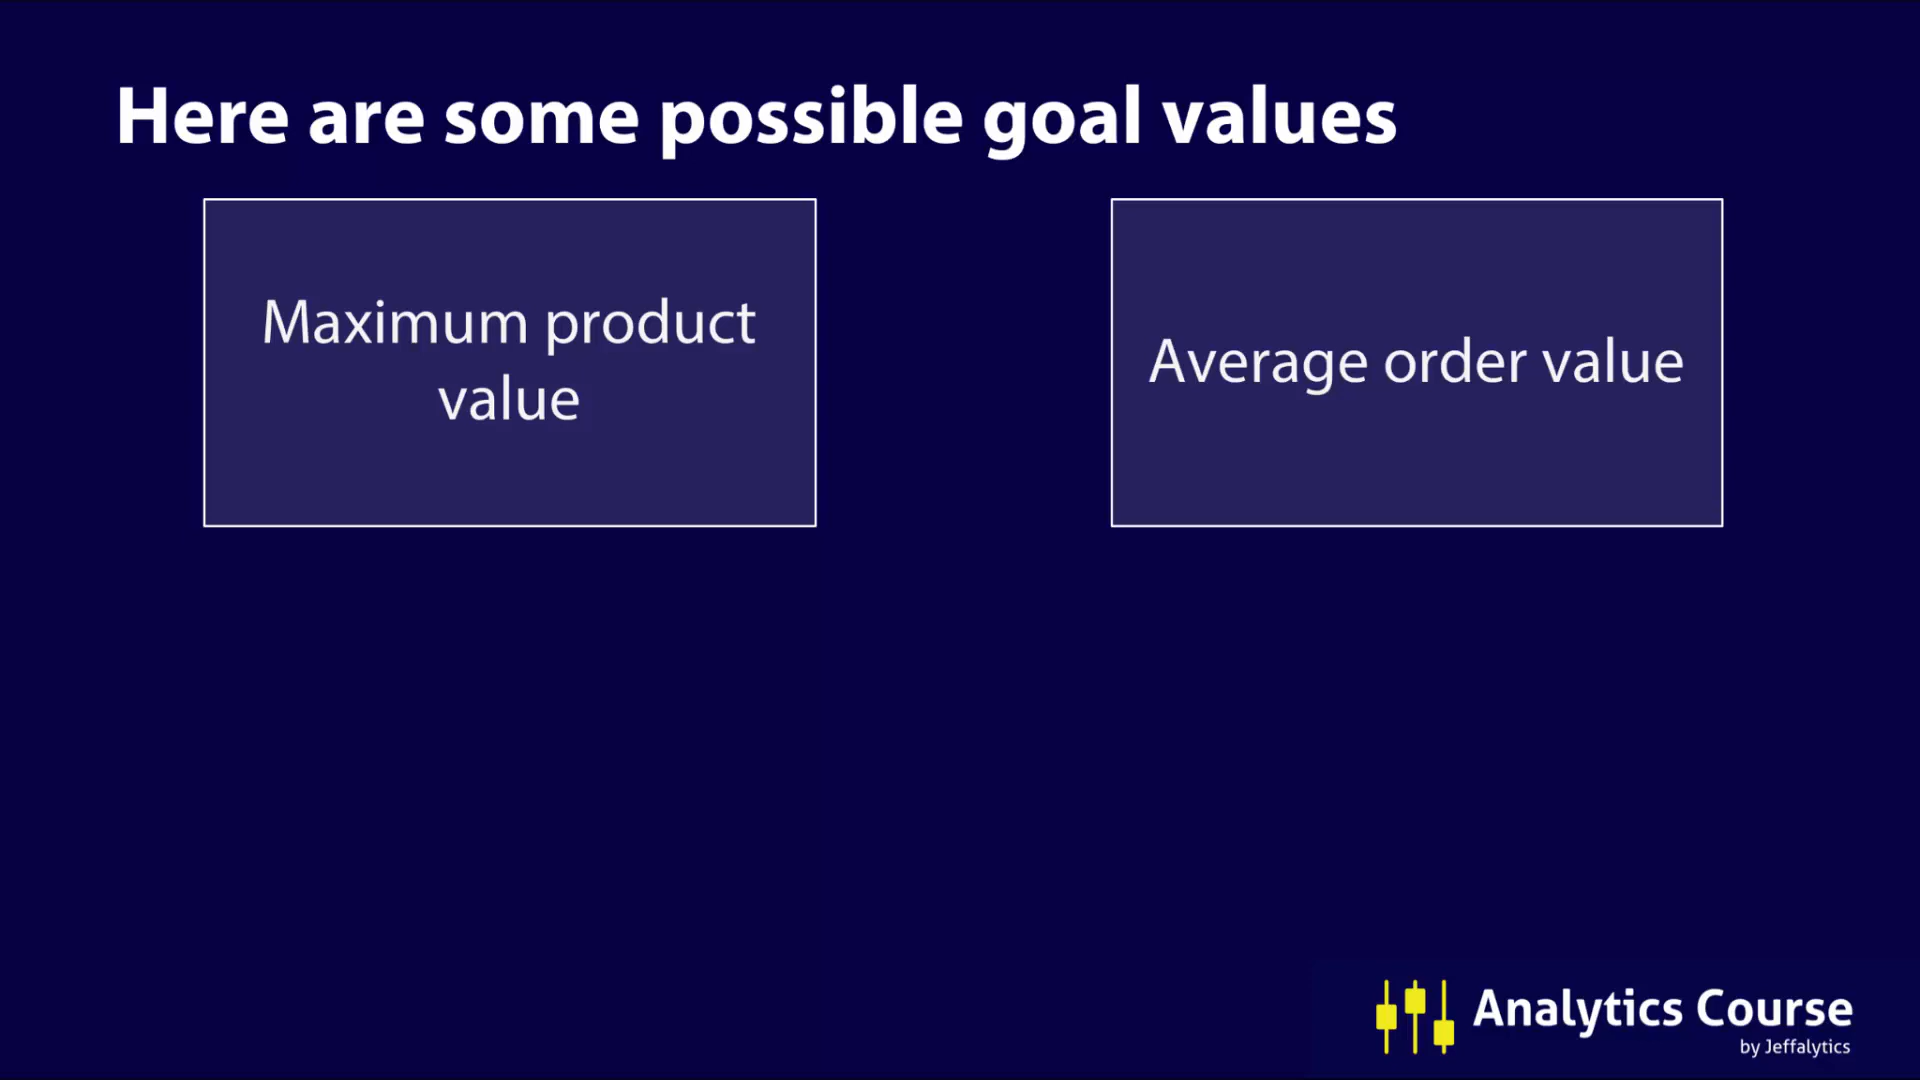 Here are some possible goal values
Maximum product
value
Average order value
Analytics Course
by Jeffalytics